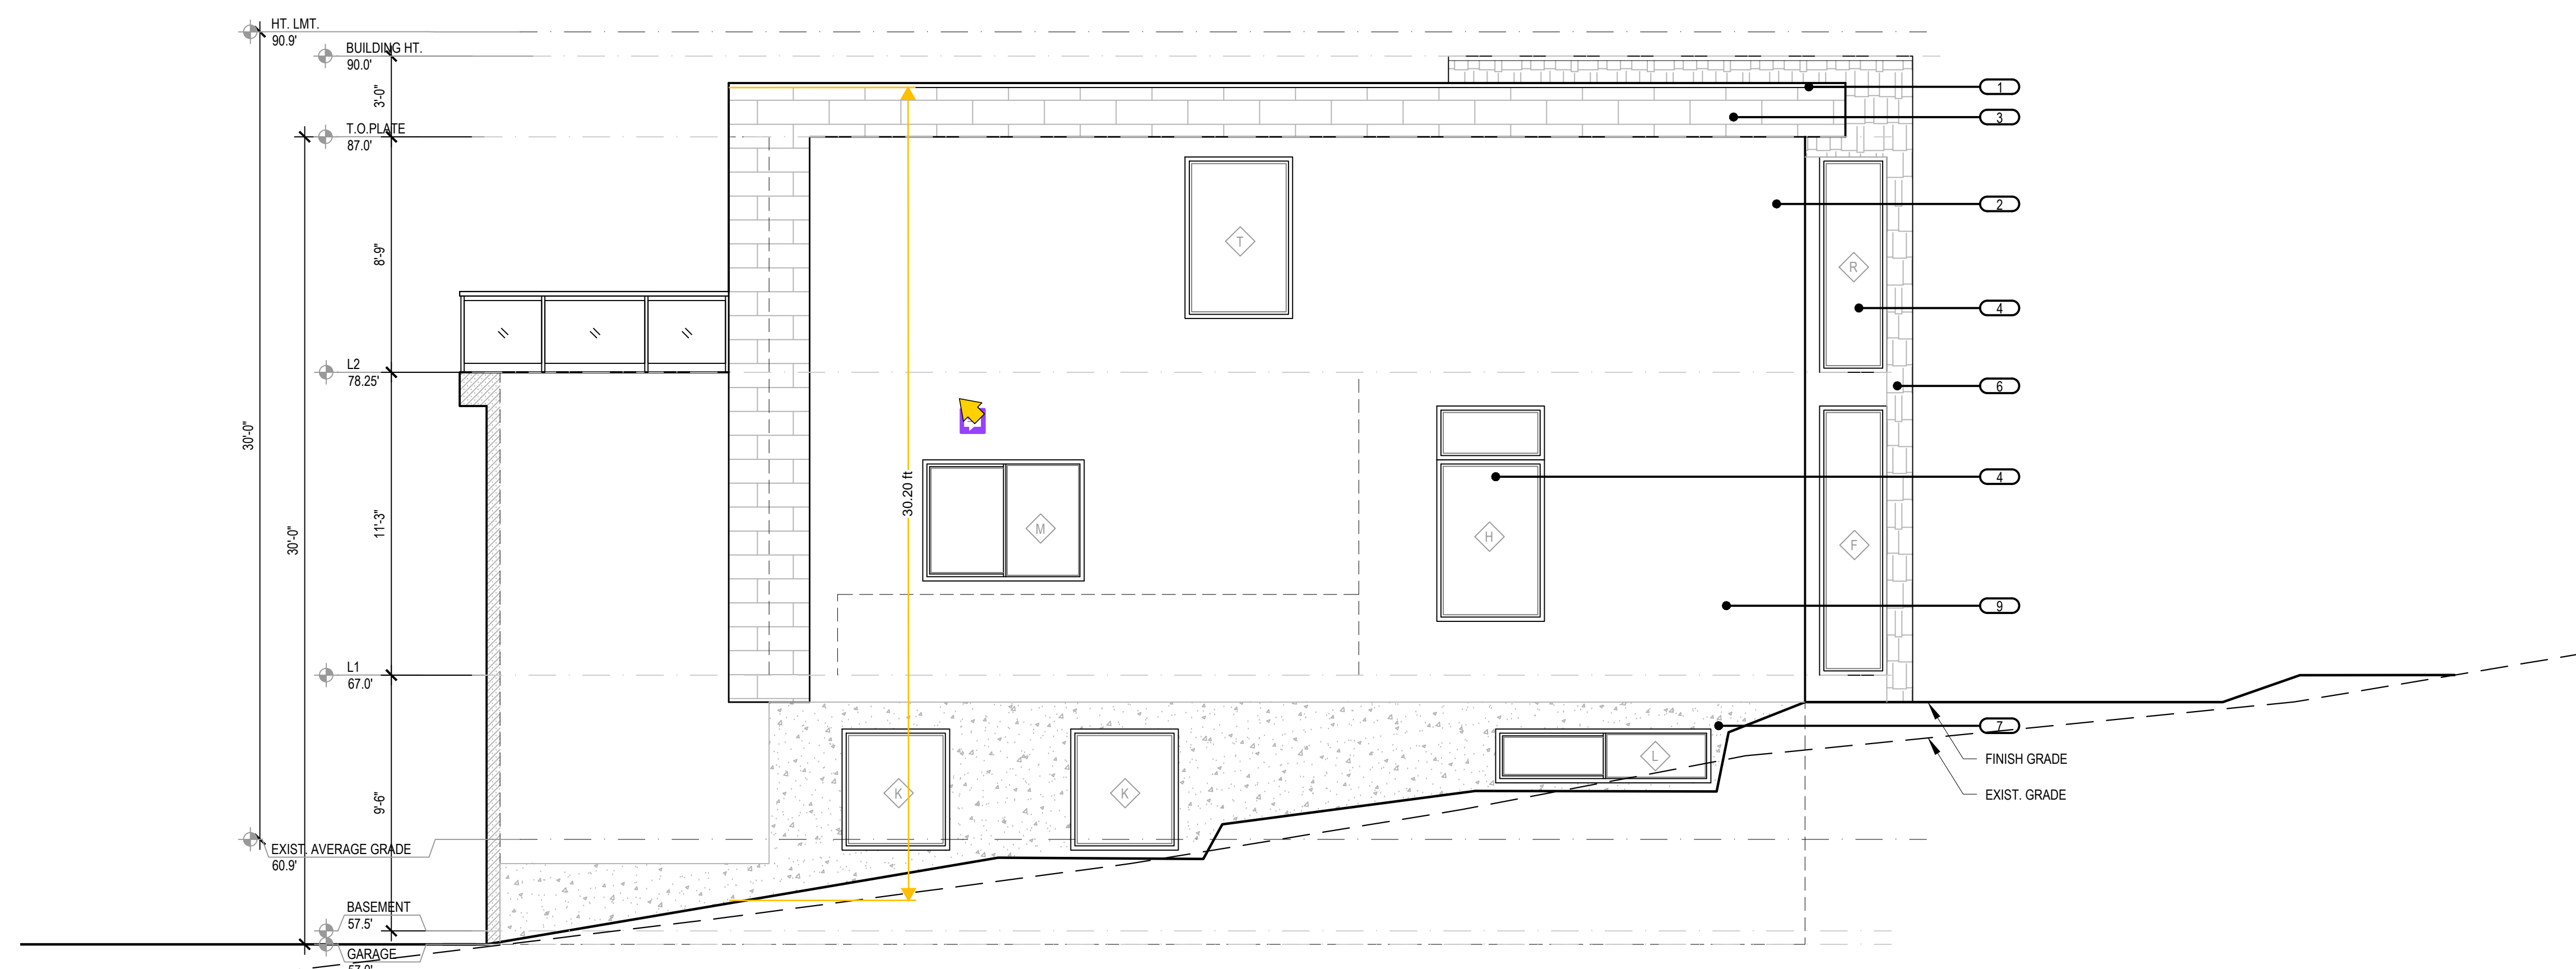 HT. LMT.
90.9'
BUILDING HT.
90.0'
3'-0"
T.O.PLATE
87.0'
8'-9"
L2
78.25'
30'-0"
30'-0"
11'-3"
L1
67.0'
9'-6"
EXIST. AVERAGE GRADE
60.9'
BASEMENT
57.5'
GARAGE
57.0'
30.20 ft
T
R
M
H
F
K
K
L
1
3
2
4
6
4
9
7
FINISH GRADE
EXIST. GRADE